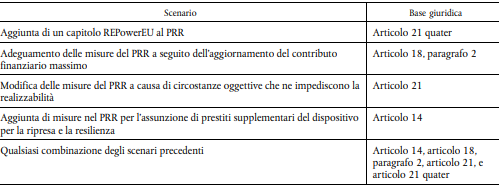 Scenario
Base giuridica
Aggiunta di un capitolo REPowerEU al PRR
Articolo 21 quater
Adeguamento delle misure del PRR a seguito dell'aggiornamento del contributo
finanziario massimo
Articolo 18, paragrafo 2
Modifica delle misure del PRR a causa di circostanze oggettive che ne impediscono la
realizzabilità
Articolo 21
Aggiunta di misure nel PRR per l'assunzione di prestiti supplementari del dispositivo
per la ripresa e la resilienza
Articolo 14
Qualsiasi combinazione degli scenari precedenti
Articolo 14, articolo 18,
paragrafo 2, articolo 21, e
articolo 21 quater